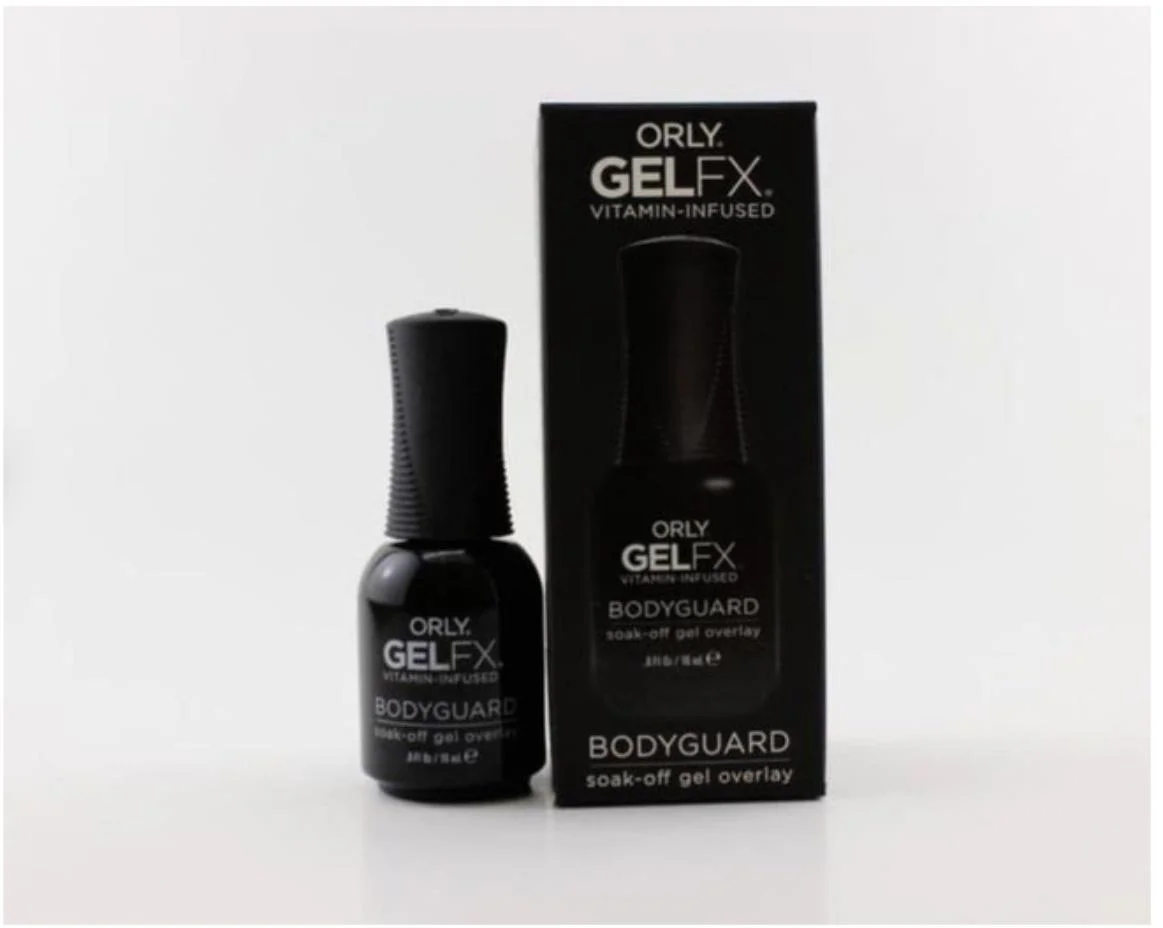 ORLY.
GELFX®
VITAMIN-INFUSED
ORLY
GELFX
VITAMIN-INFUSED
BODYGUARD
soak-off gel overlay
BODYGUARD
soak-off gel overlay
ORLY.
GELFX.
VITAMIN-INFUSED
BODYGUARD
soak-off gel overlay